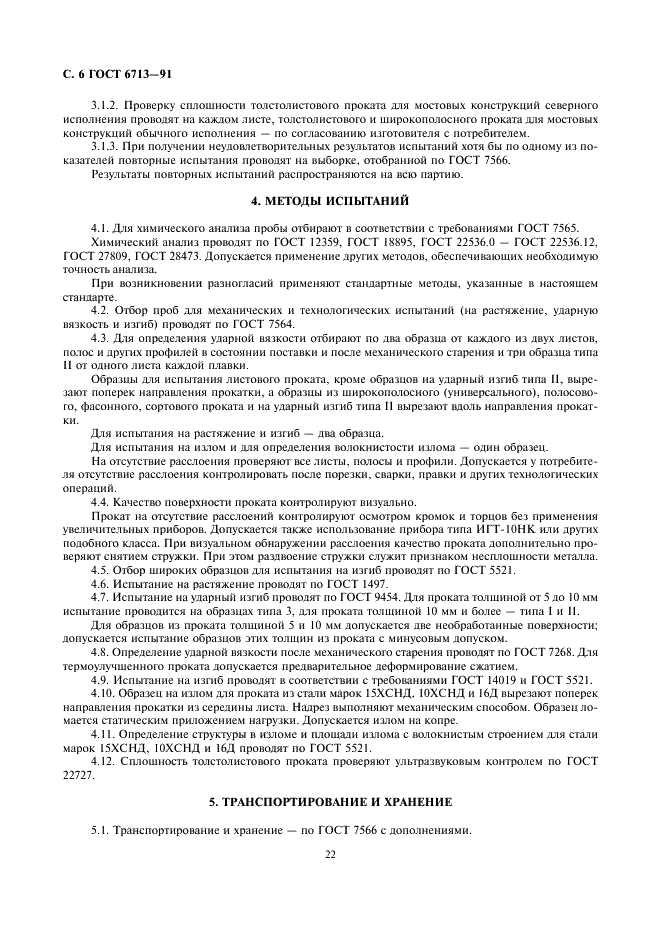 С. 6 ГОСТ 6713—91
3.1.2. Проверку сплошности толстолистового проката для мостовых конструкций северного
исполнения проводят на каждом листе, толстолистового и широкополосного проката для мостовых
конструкций обычного исполнения — по согласованию изготовителя с потребителем.
3.1.3. При получении неудовлетворительных результатов испытаний хотя бы по одному из по-
казателей повторные испытания проводят на выборке, отобранной по ГОСТ 7566.
Результаты повторных испытаний распространяются на всю партию.
4. МЕТОДЫ ИСПЫТАНИЙ
4.1. Для химического анализа пробы отбирают в соответствии с требованиями ГОСТ 7565.
Химический анализ проводят по ГОСТ 12359, ГОСТ 18895, ГОСТ 22536.0 — ГОСТ 22536.12,
ГОСТ 27809, ГОСТ 28473. Допускается применение других методов, обеспечивающих необходимую
точность анализа.
При возникновении разногласий применяют стандартные методы, указанные в настоящем
стандарте.
4.2. Отбор проб для механических и технологических испытаний (на растяжение, ударную
вязкость и изгиб) проводят по ГОСТ 7564.
4.3. Для определения ударной вязкости отбирают по два образца от каждого из двух листов,
полос и других профилей в состоянии поставки и после механического старения и три образца типа
II от одного листа каждой плавки.
Образцы для испытания листового проката, кроме образцов на ударный изгиб типа II, выре-
зают поперек направления прокатки, а образцы из широкополосного (универсального), полосово-
го, фасонного, сортового проката и на ударный изгиб типа II вырезают вдоль направления прокат-
ки.
Для испытания на растяжение и изгиб — два образца.
Для испытания на излом и для определения волокнистости излома — один образец.
На отсутствие расслоения проверяют все листы, полосы и профили. Допускается у потребите-
ля отсутствие расслоения контролировать после порезки, сварки, правки и других технологических
операций.
4.4. Качество поверхности проката контролируют визуально.
Прокат на отсутствие расслоений контролируют осмотром кромок и торцов без применения
увеличительных приборов. Допускается также использование прибора типа ИГТ-10НК или других
подобного класса. При визуальном обнаружении расслоения качество проката дополнительно про-
веряют снятием стружки. При этом раздвоение стружки служит признаком несплошности металла.
4.5. Отбор широких образцов для испытания на изгиб проводят по ГОСТ 5521.
4.6. Испытание на растяжение проводят по ГОСТ 1497.
4.7. Испытание на ударный изгиб проводят по ГОСТ 9454. Для проката толщиной от 5 до 10 мм
испытание проводится на образцах типа 3, для проката толщиной 10 мм и более — типа I и II.
Для образцов из проката толщиной 5 и 10 мм допускается две необработанные поверхности;
допускается испытание образцов этих толщин из проката с минусовым допуском.
4.8. Определение ударной вязкости после механического старения проводят по ГОСТ 7268. Для
термоулучшенного проката допускается предварительное деформирование сжатием.
4.9. Испытание на изгиб проводят в соответствии с требованиями ГОСТ 14019 и ГОСТ 5521.
4.10. Образец на излом для проката из стали марок 15ХСНД, 10ХСНД и 16Д вырезают поперек
направления прокатки из середины листа. Надрез выполняют механическим способом. Образец ло-
мается статическим приложением нагрузки. Допускается излом на копре.
4.11. Определение структуры в изломе и площади излома с волокнистым строением для стали
марок 15ХСНД, 10ХСНД и 16Д проводят по ГОСТ 5521.
4.12. Сплошность толстолистового проката проверяют ультразвуковым контролем по ГОСТ
22727.
5. ТРАНСПОРТИРОВАНИЕ И ХРАНЕНИЕ
5.1. Транспортирование и хранение — по ГОСТ 7566 с дополнениями.
22